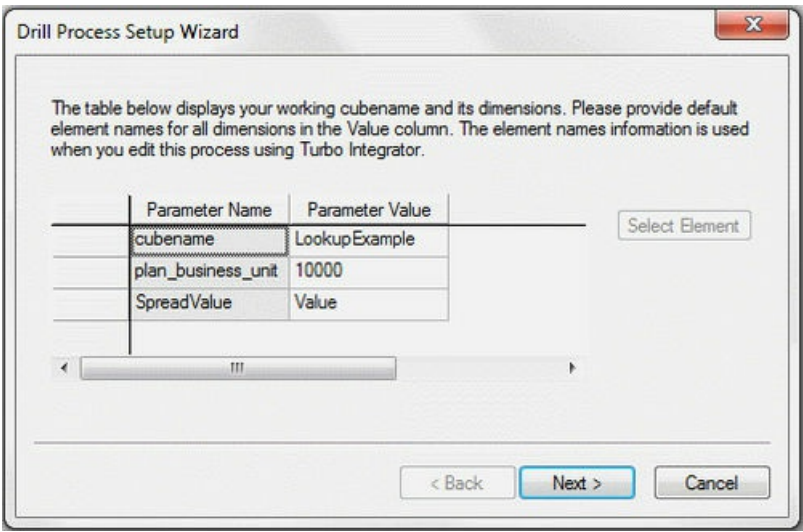 Drill Process Setup Wizard
The table below displays your working cubename and its dimensions. Please provide default
element names for all dimensions in the Value column. The element names information is used
when you edit this process using Turbo Integrator.
Parameter Name Parameter Value
Select Element
cubename LookupExample
plan_business_unit 10000
SpreadValue Value
< Back Next > Cancel